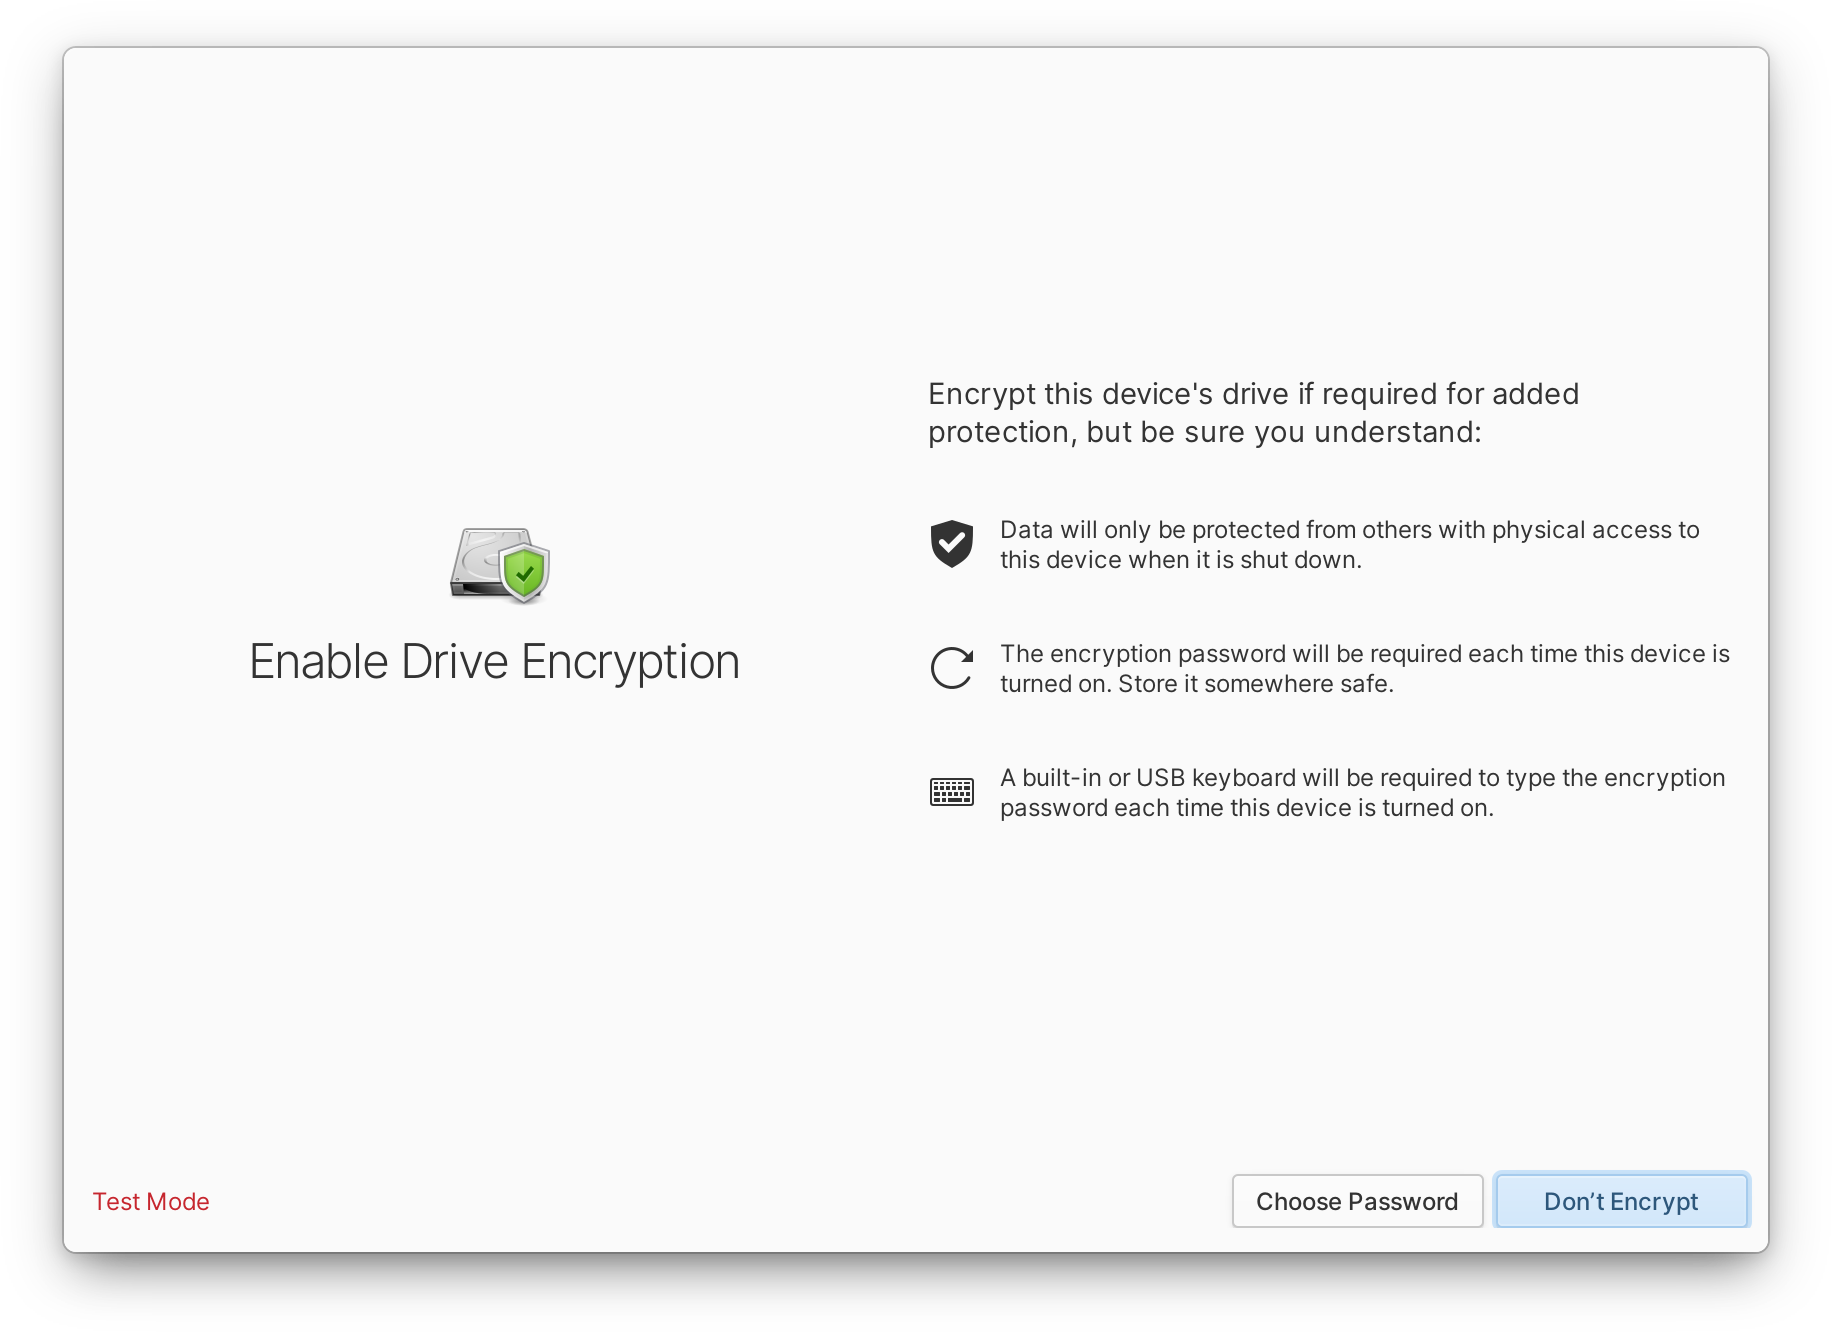 Enable Drive Encryption
Encrypt this device's drive if required for added
protection, but be sure you understand:
Data will only be protected from others with physical access to
this device when it is shut down.
The encryption password will be required each time this device is
turned on. Store it somewhere safe.
A built-in or USB keyboard will be required to type the encryption
password each time this device is turned on.
Test Mode
Choose Password
Don’t Encrypt